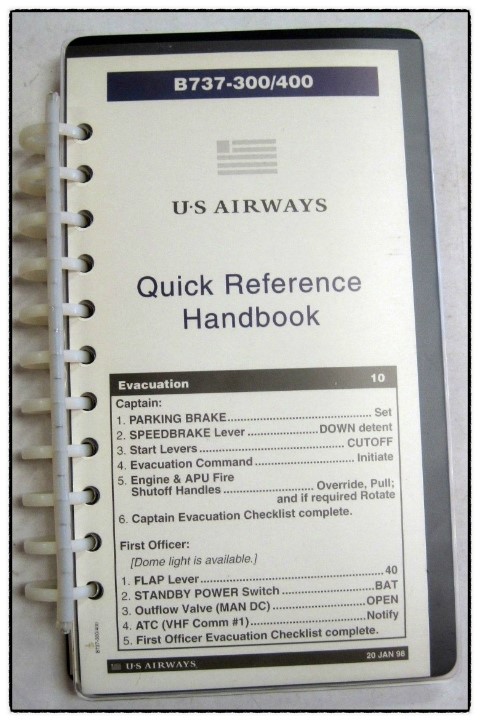 B737-300/400
U·S AIRWAYS
Quick Reference
Handbook
Evacuation 10
Captain:
1. PARKING BRAKE................................................ Set
2. SPEEDBRAKE Lever ........................DOWN detent
3. Start Levers................................................ CUTOFF
4. Evacuation Command ................................ Initiate
5. Engine & APU Fire
Shutoff Handles .......................... Override, Pull;
and if required Rotate
6. Captain Evacuation Checklist complete.
First Officer:
[Dome light is available.]
1. FLAP Lever........................................................ 40
2. STANDBY POWER Switch ............................ BAT
3. Outflow Valve (MAN DC) ............................ OPEN
4. ATC (VHF Comm #1)................................. Notify
5. First Officer Evacuation Checklist complete.
U·S AIRWAYS 20 JAN 98